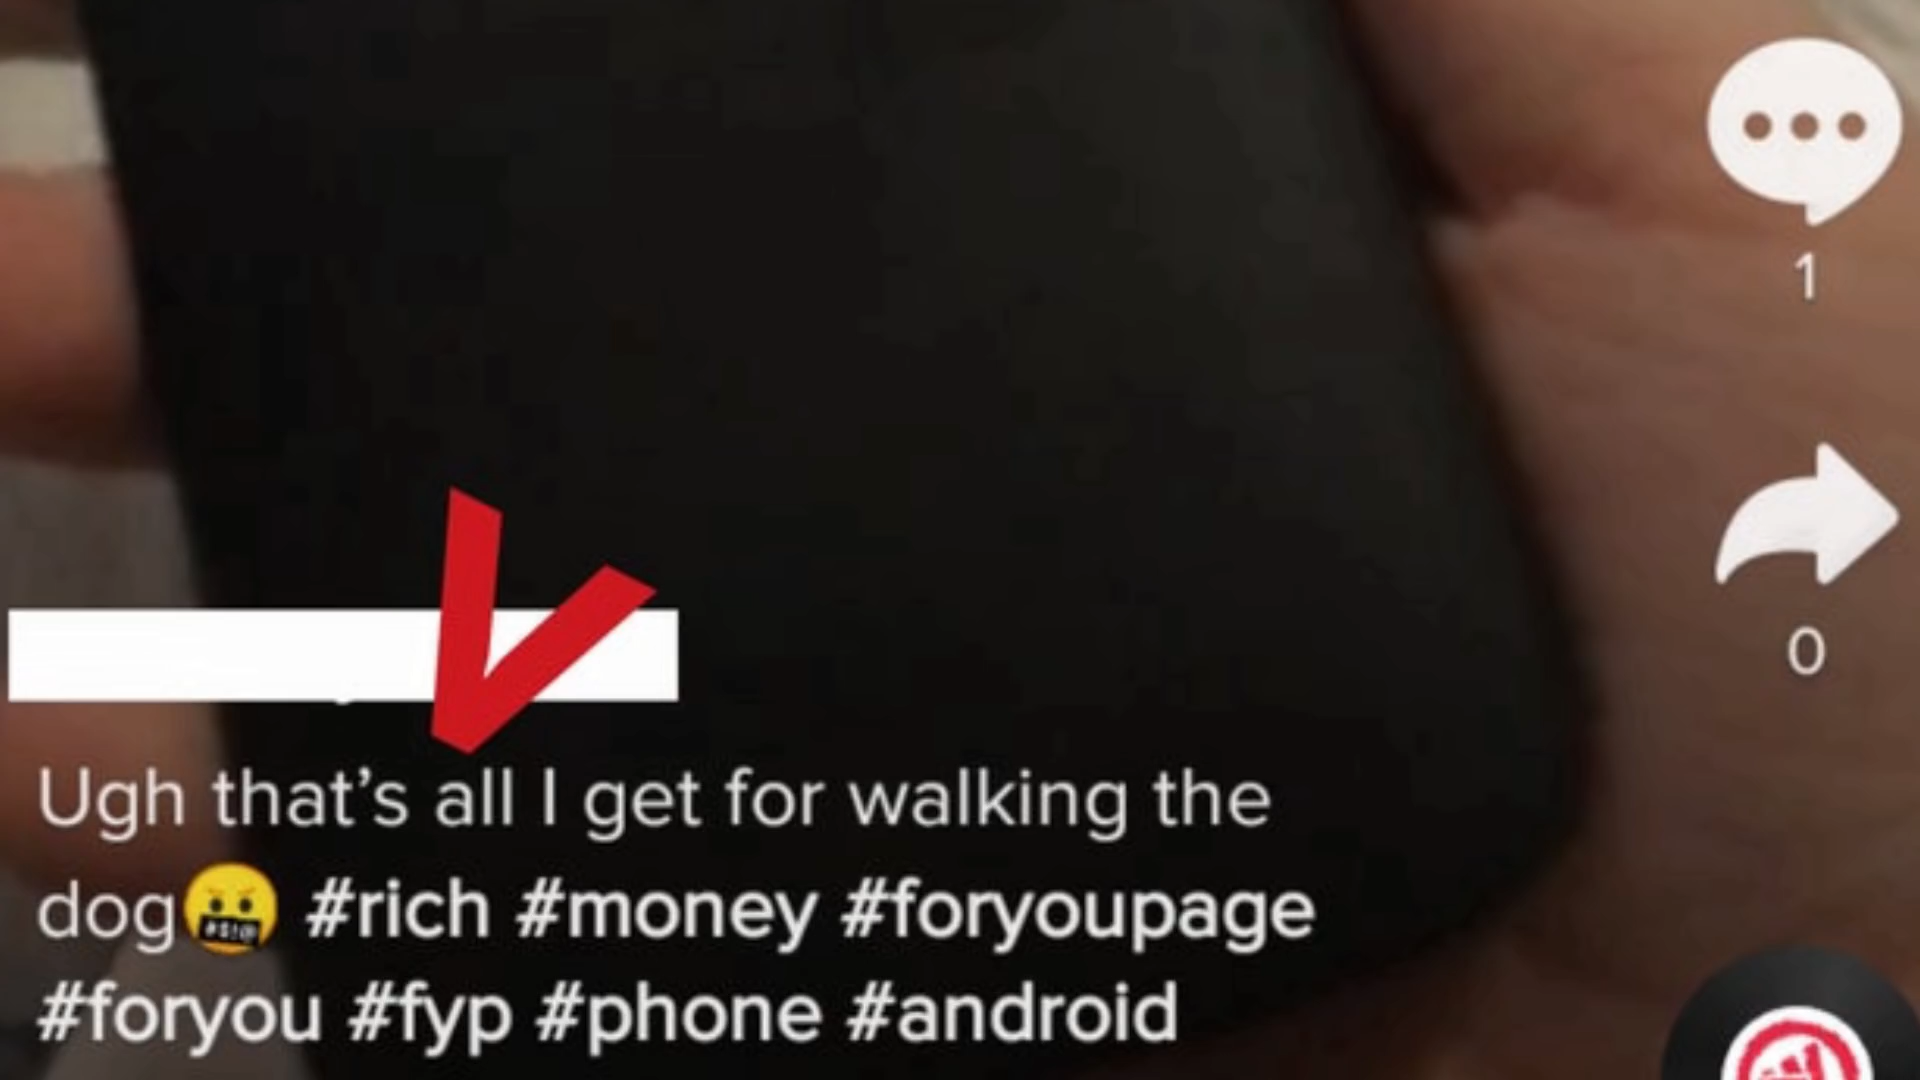 1
0
Ugh that’s all I get for walking the
dog🤬 #rich #money #foryoupage
#foryou #fyp #phone #android